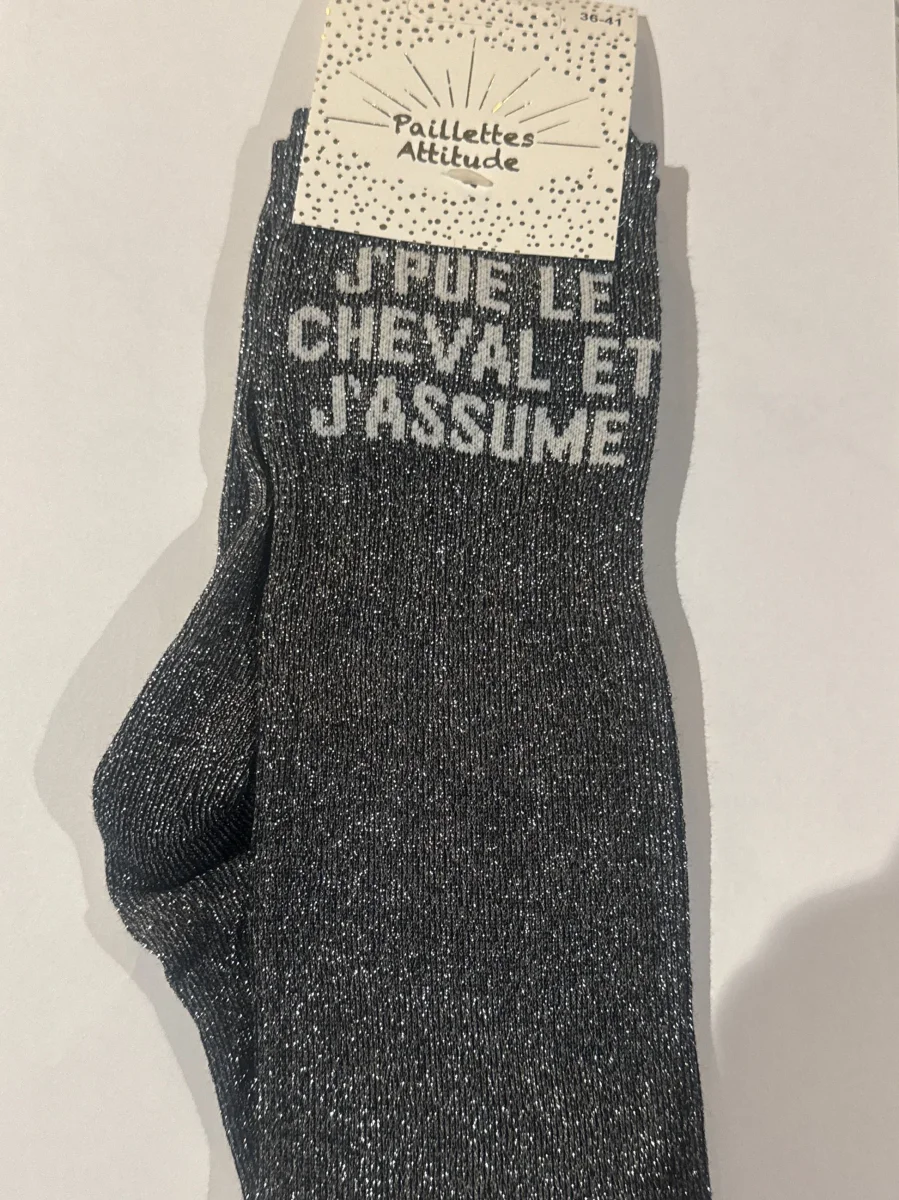 36-41
Paillettes
Attitude
J'PUE LE
CHEVAL ET
J'ASSUME